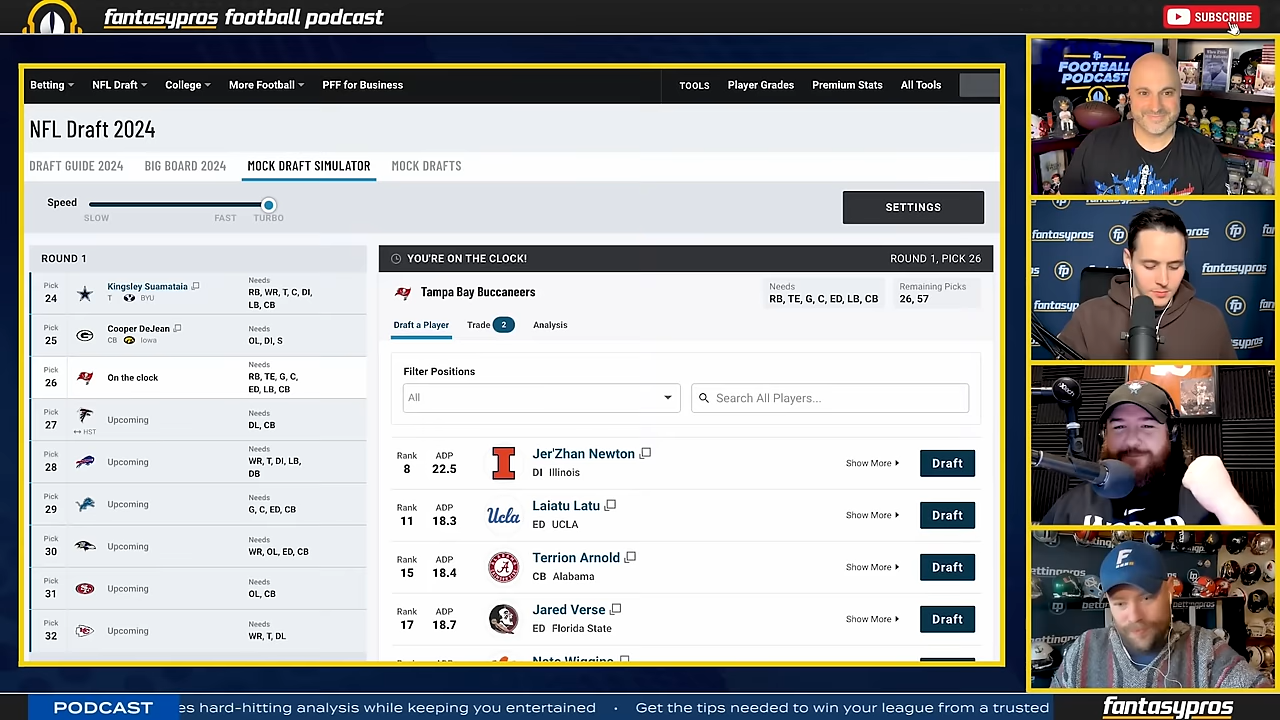 fantasypros football podcast
SUBSCRIBE
Betting NFL Draft College More Football PFF for Business TOOLS Player Grades Premium Stats All Tools
NFL Draft 2024
DRAFT GUIDE 2024 BIG BOARD 2024 MOCK DRAFT SIMULATOR MOCK DRAFTS
Speed
SLOW FAST TURBO
SETTINGS
ROUND 1
Pick 24
Kingsley Suamataia
T BYU
Needs
RB, WR, T, C, DI,
LB, CB
Pick 25
Cooper DeJean
CB Iowa
Needs
OL, DI, S
Pick 26
On the clock
Needs
RB, TE, G, C,
ED, LB, CB
Pick 27
↔ HST
Upcoming
Needs
DL, CB
Pick 28
Upcoming
Needs
WR, T, DI, LB,
DB
Pick 29
Upcoming
Needs
G, C, ED, CB
Pick 30
Upcoming
Needs
WR, OL, ED, CB
Pick 31
Upcoming
Needs
OL, CB
Pick 32
Upcoming
Needs
WR, T, DL
YOU'RE ON THE CLOCK! ROUND 1, PICK 26
Tampa Bay Buccaneers
Needs
RB, TE, G, C, ED, LB, CB
Remaining Picks
26, 57
Draft a Player Trade 2 Analysis
Filter Positions
All
Search All Players...
Rank 8
ADP 22.5
Jer'Zhan Newton
DI Illinois
Show More
Draft
Rank 11
ADP 18.3
Ucla
Laiatu Latu
ED UCLA
Show More
Draft
Rank 15
ADP 18.4
Terrion Arnold
CB Alabama
Show More
Draft
Rank 17
ADP 18.7
Jared Verse
ED Florida State
Show More
Draft
fp
FOOTBALL
PODCAST
fantasypros
fp
fantasypros
bettingpros
PODCAST
es hard-hitting analysis while keeping you entertained · Get the tips needed to win your league from a trusted
fantasypros